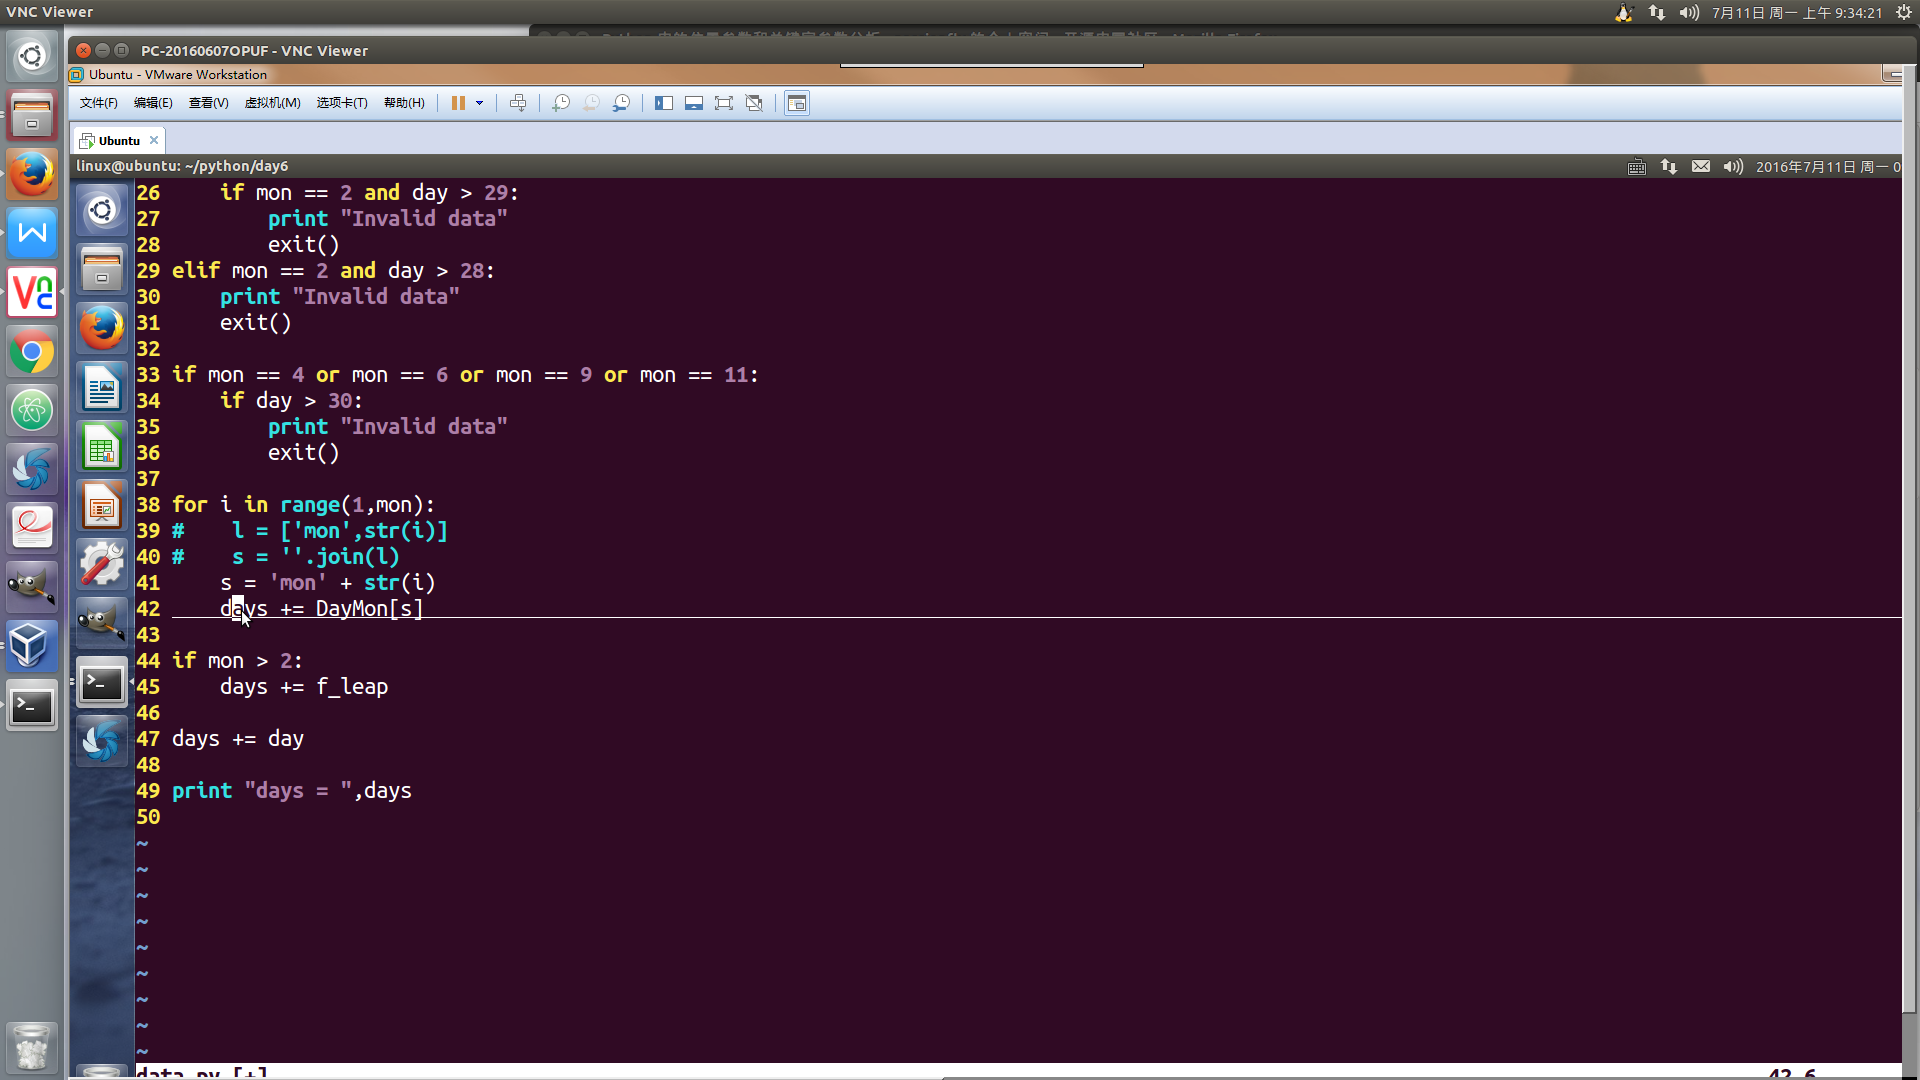 VNC Viewer
7月11日 周一 上午 9:34:21
PC-20160607OPUF - VNC Viewer
Ubuntu - VMware Workstation
文件(F) 编辑(E) 查看(V) 虚拟机(M) 选项卡(T) 帮助(H)
Ubuntu
linux@ubuntu: ~/python/day6
2016年7月11日 周一 0
26     if mon == 2 and day > 29:
27         print "Invalid data"
28         exit()
29 elif mon == 2 and day > 28:
30     print "Invalid data"
31     exit()
32
33 if mon == 4 or mon == 6 or mon == 9 or mon == 11:
34     if day > 30:
35         print "Invalid data"
36         exit()
37
38 for i in range(1,mon):
39 #    l = ['mon',str(i)]
40 #    s = ''.join(l)
41     s = 'mon' + str(i)
42     days += DayMon[s]
43
44 if mon > 2:
45     days += f_leap
46
47 days += day
48
49 print "days = ",days
50
~
~
~
~
~
~
~
~
~
data.py [+] 42,6